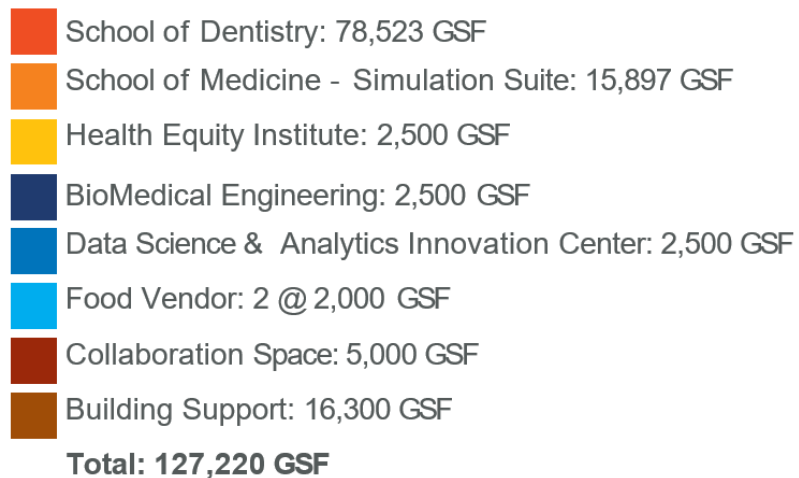 School of Dentistry: 78,523 GSF
School of Medicine - Simulation Suite: 15,897 GSF
Health Equity Institute: 2,500 GSF
BioMedical Engineering: 2,500 GSF
Data Science & Analytics Innovation Center: 2,500 GSF
Food Vendor: 2 @ 2,000 GSF
Collaboration Space: 5,000 GSF
Building Support: 16,300 GSF
Total: 127,220 GSF